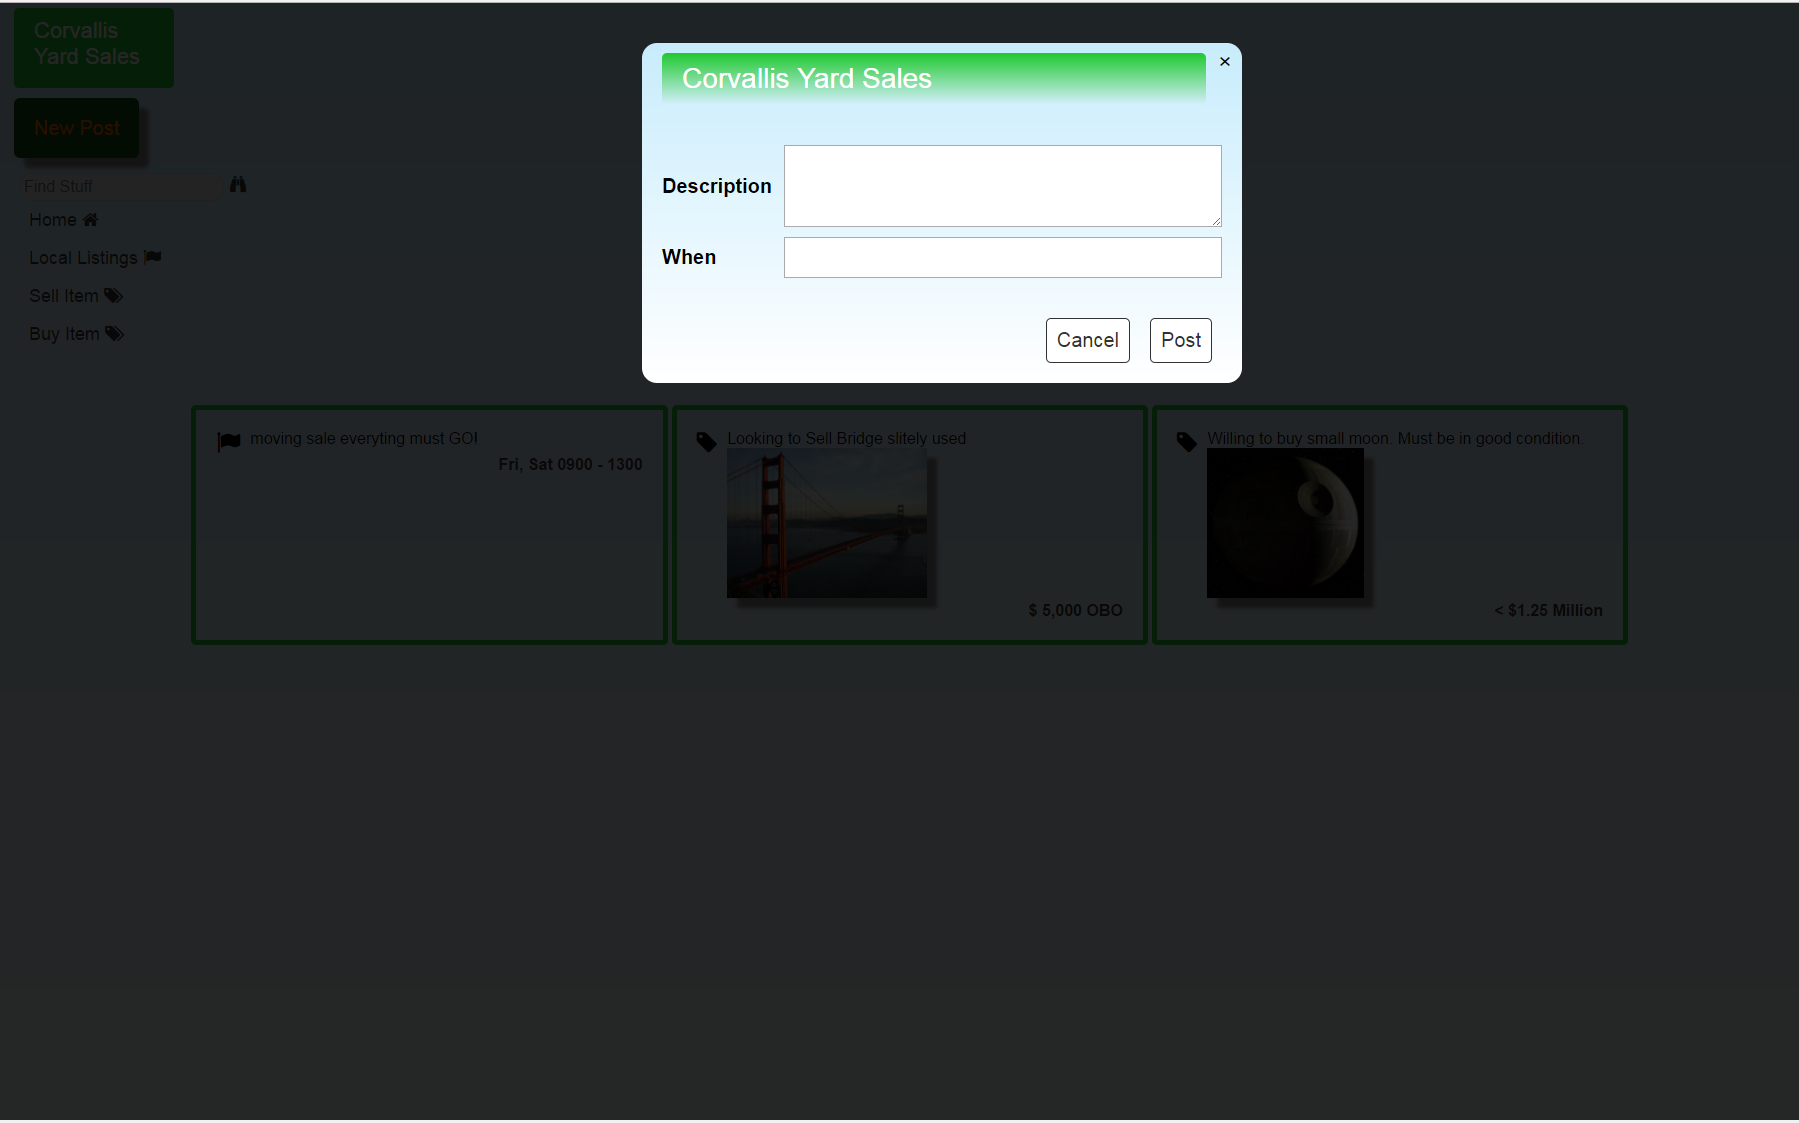 Corvallis
Yard Sales
New Post
Find Stuff
Home
Local Listings
Sell Item
Buy Item
Corvallis Yard Sales
×
Description
When
Cancel
Post
moving sale everyting must GO!
Fri, Sat 0900 - 1300
Looking to Sell Bridge slitely used
$ 5,000 OBO
Willing to buy small moon. Must be in good condition.
< $1.25 Million